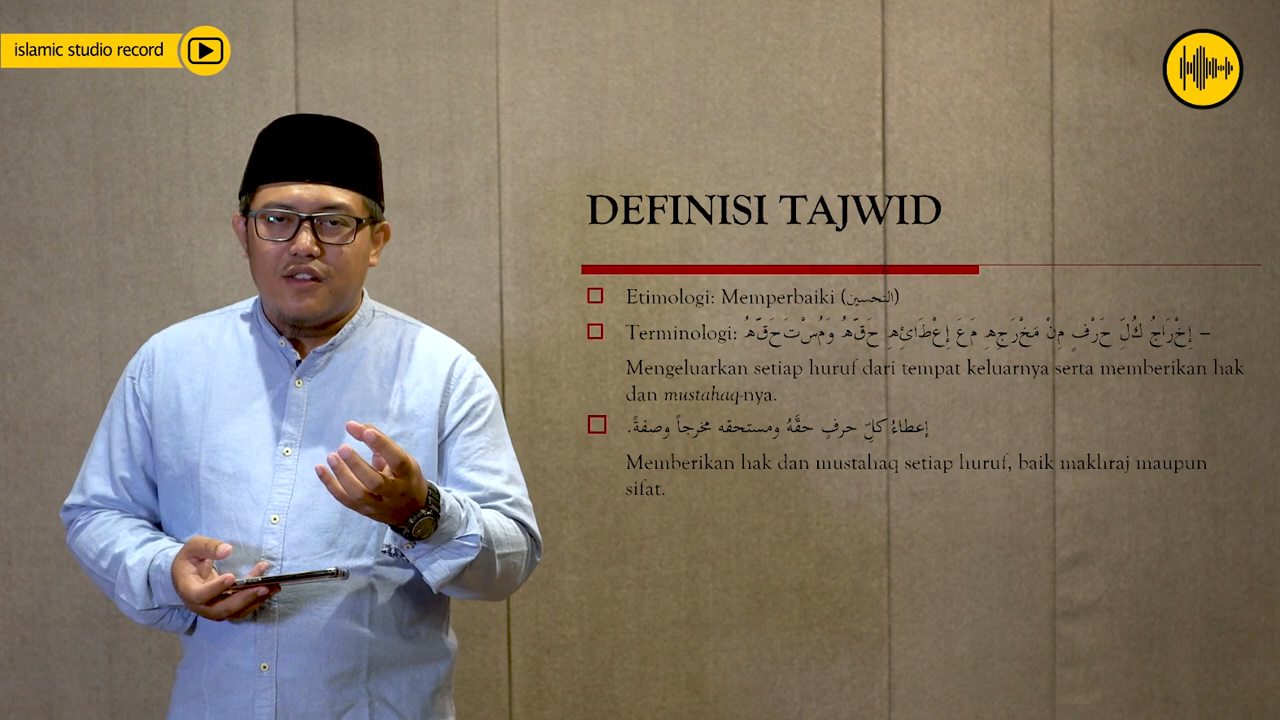 islamic studio record
DEFINISI TAJWID
Etimologi: Memperbaiki (التحسين)
Terminologi: إِخْرَاجُ كُلِّ حَرْفٍ مِنْ مَخْرَجِهِ مَعَ إِعْطَائِهِ حَقَّهُ وَمُسْتَحَقَّهُ –
Mengeluarkan setiap huruf dari tempat keluarnya serta memberikan hak
dan mustahaq-nya.
إعطاءُ كلِّ حرفٍ حقَّهُ ومستحقه مخرجاً وصفةً.
Memberikan hak dan mustahaq setiap huruf, baik makhraj maupun
sifat.